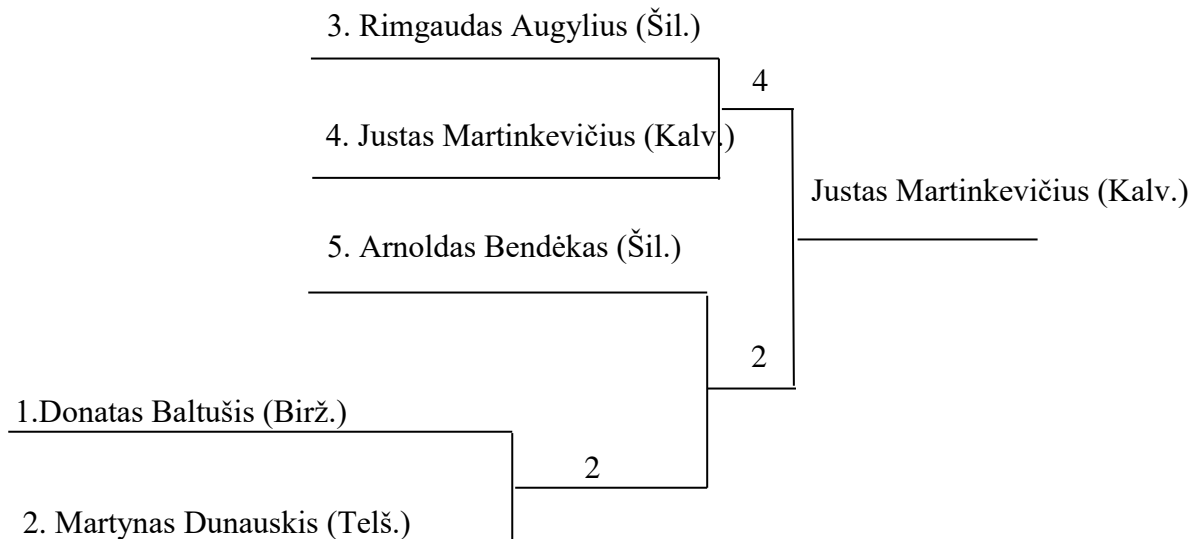 3. Rimgaudas Augylius (Šil.)
4
4. Justas Martinkevičius (Kalv.)
Justas Martinkevičius (Kalv.)
5. Arnoldas Bendėkas (Šil.)
2
1.Donatas Baltušis (Birž.)
2
2. Martynas Dunauskis (Telš.)